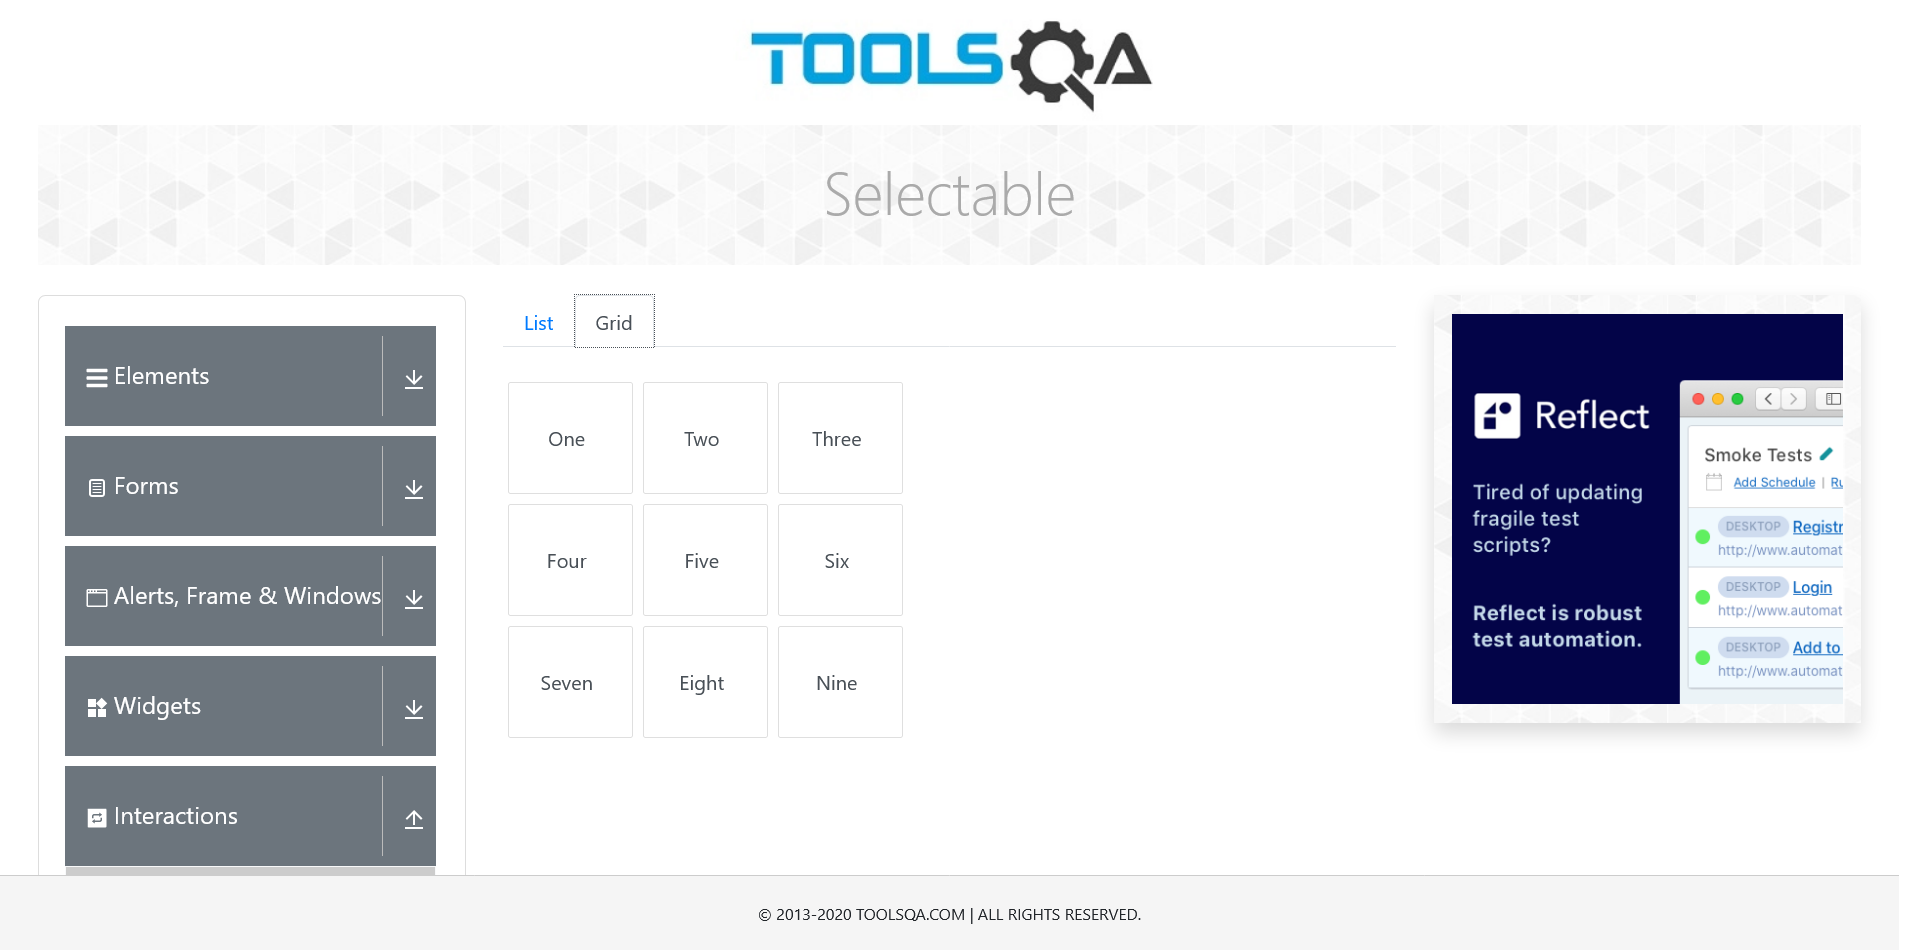 TOOLSQA
Selectable
Elements
Forms
Alerts, Frame & Windows
Widgets
Interactions
List
Grid
One
Two
Three
Four
Five
Six
Seven
Eight
Nine
Reflect
Tired of updating
fragile test
scripts?
Reflect is robust
test automation.
Smoke Tests
Add Schedule | Ru
DESKTOP Registr
http://www.automat
DESKTOP Login
http://www.automat
DESKTOP Add to
http://www.automat
© 2013-2020 TOOLSQA.COM | ALL RIGHTS RESERVED.